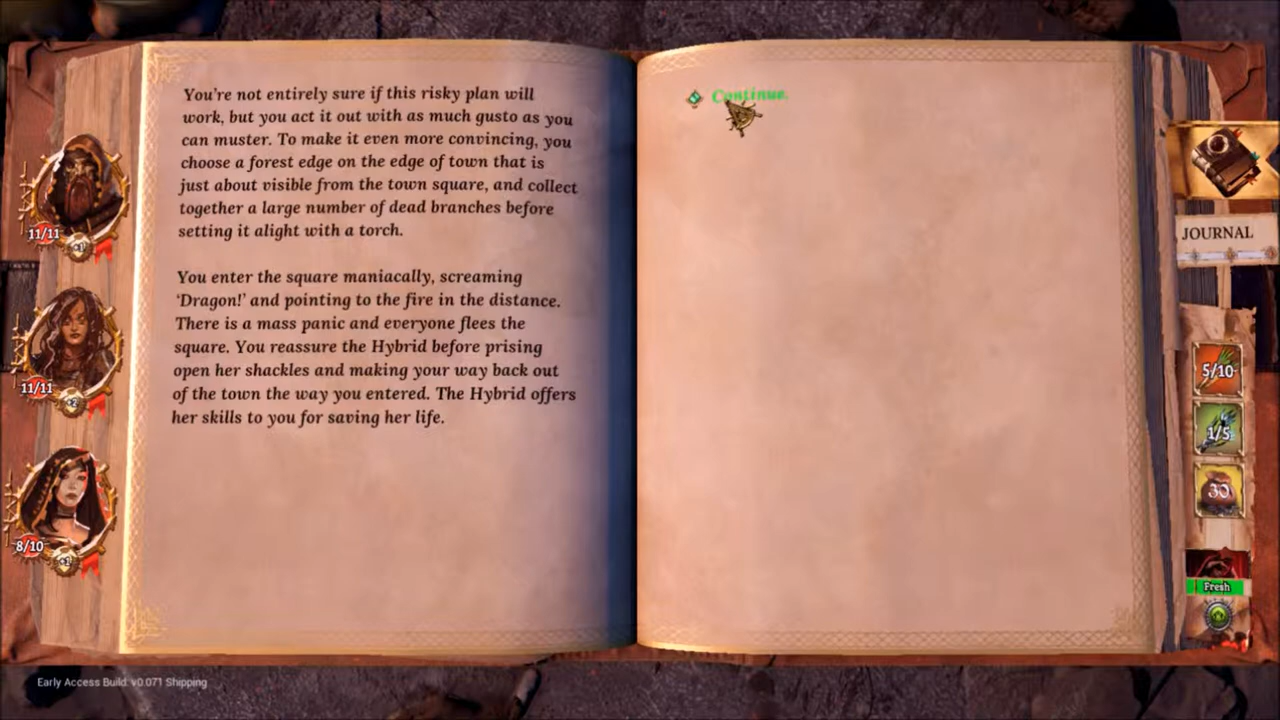 You're not entirely sure if this risky plan will
work, but you act it out with as much gusto as you
can muster. To make it even more convincing, you
choose a forest edge on the edge of town that is
just about visible from the town square, and collect
together a large number of dead branches before
setting it alight with a torch.
You enter the square maniacally, screaming
'Dragon!' and pointing to the fire in the distance.
There is a mass panic and everyone flees the
square. You reassure the Hybrid before prising
open her shackles and making your way back out
of the town the way you entered. The Hybrid offers
her skills to you for saving her life.
Continue.
11/11
+1
11/11
+2
8/10
+1
JOURNAL
5/10
1/5
30
Fresh
Early Access Build: v0.071 Shipping